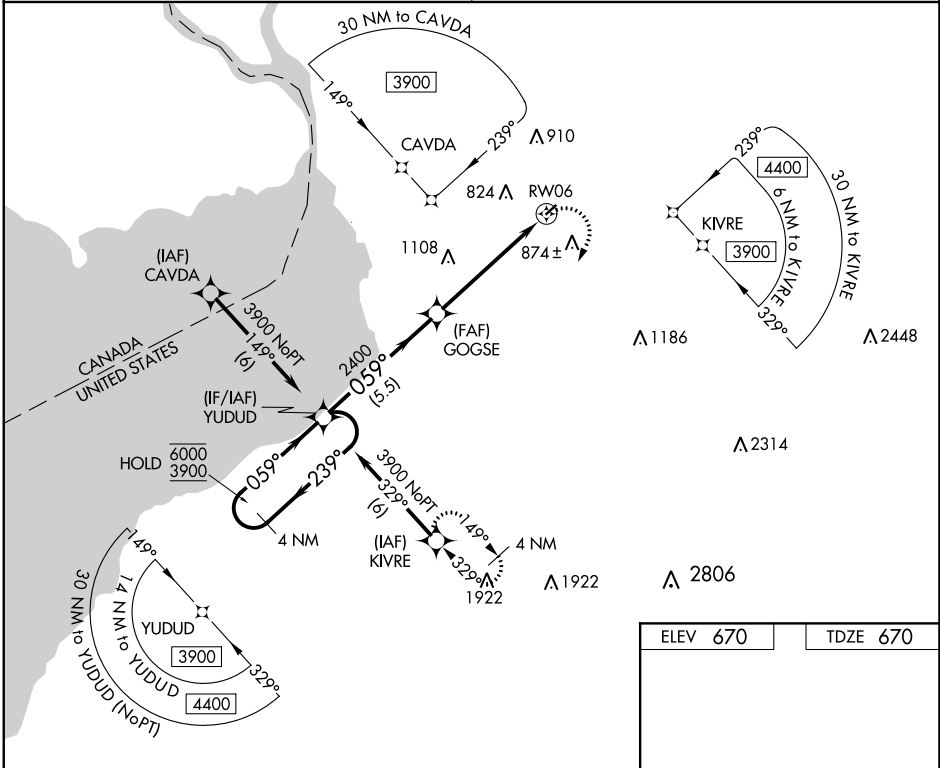 30 NM to CAVDA
3900
149°
239°
CAVDA
910
824
RW06
1108
874±
239°
4400
6 NM to KIVRE
30 NM to KIVRE
KIVRE
3900
329°
(IAF)
CAVDA
3900 NoPT
149°
(6)
CANADA
UNITED STATES
(FAF)
GOGSE
1186
2448
2400
059°
(5.5)
(IF/IAF)
YUDUD
2314
HOLD
6000
3900
059°
239°
4 NM
3900 NoPT
329°
(6)
(IAF)
KIVRE
149°
4 NM
329°
1922
1922
2806
149°
YUDUD
3900
329°
14 NM to YUDUD
4400
30 NM to YUDUD (NoPT)
ELEV 670
TDZE 670